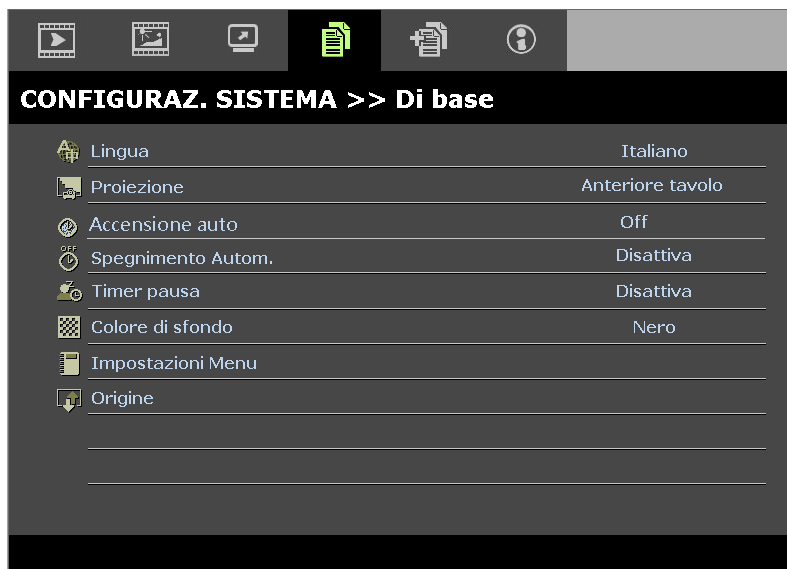 CONFIGURAZ. SISTEMA >> Di base
Lingua Italiano
Proiezione Anteriore tavolo
Accensione auto Off
OFF
Spegnimento Autom. Disattiva
Timer pausa Disattiva
Colore di sfondo Nero
Impostazioni Menu
Origine